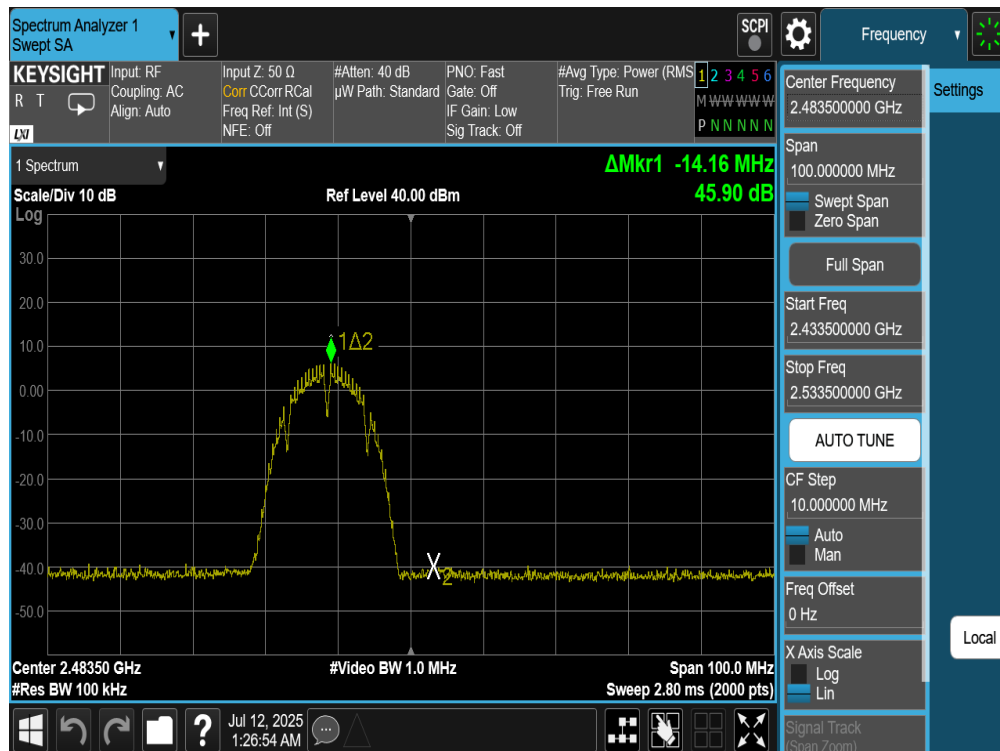 Spectrum Analyzer 1
Swept SA
+
SCPI
Frequency
KEYSIGHT
R T
LXI
Input: RF
Coupling: AC
Align: Auto
Input Z: 50 Ω
Corr CCorr RCal
Freq Ref: Int (S)
NFE: Off
#Atten: 40 dB
µW Path: Standard
PNO: Fast
Gate: Off
IF Gain: Low
Sig Track: Off
#Avg Type: Power (RMS
Trig: Free Run
1 2 3 4 5 6
M W W W W W
P N N N N N
1 Spectrum
ΔMkr1 -14.16 MHz
45.90 dB
Scale/Div 10 dB
Ref Level 40.00 dBm
Log
30.0
20.0
10.0
0.00
-10.0
-20.0
-30.0
-40.0
-50.0
1Δ2
X2
Center 2.48350 GHz
#Video BW 1.0 MHz
Span 100.0 MHz
#Res BW 100 kHz
Sweep 2.80 ms (2000 pts)
Jul 12, 2025
1:26:54 AM
Center Frequency
2.483500000 GHz
Span
100.000000 MHz
Swept Span
Zero Span
Full Span
Start Freq
2.433500000 GHz
Stop Freq
2.533500000 GHz
AUTO TUNE
CF Step
10.000000 MHz
Auto
Man
Freq Offset
0 Hz
X Axis Scale
Log
Lin
Signal Track
(Span Zoom)
Settings
Local